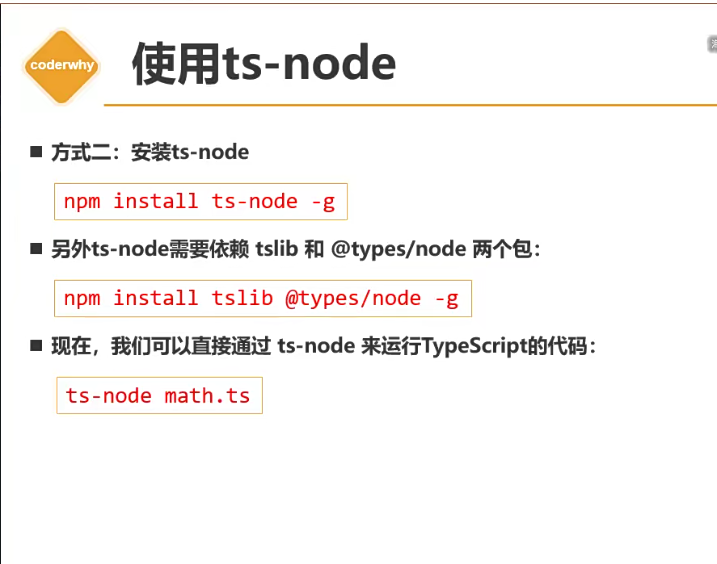 coderwhy
使用ts-node
方式二：安装ts-node
npm install ts-node -g
另外ts-node需要依赖 tslib 和 @types/node 两个包：
npm install tslib @types/node -g
现在，我们可以直接通过 ts-node 来运行TypeScript的代码：
ts-node math.ts